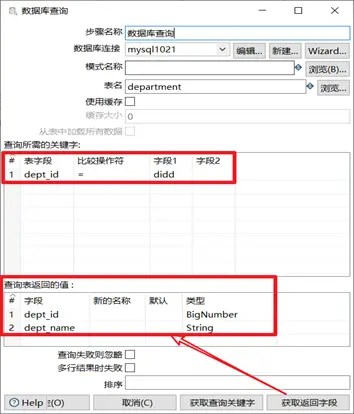 数据库查询
步骤名称 数据库查询
数据库连接 mysql1021 编辑... 新建... Wizard...
模式名称 浏览(B)...
表名 department 浏览...
使用缓存
缓存大小 0
从表中加载所有数据
查询所需的关键字:
# 表字段 比较操作符 字段1 字段2
1 dept_id = didd
查询表返回的值:
# 字段 新的名称 默认 类型
1 dept_id BigNumber
2 dept_name String
查询失败则忽略
多行结果时失败
排序
Help (O) 取消(C) 获取查询关键字 获取返回字段